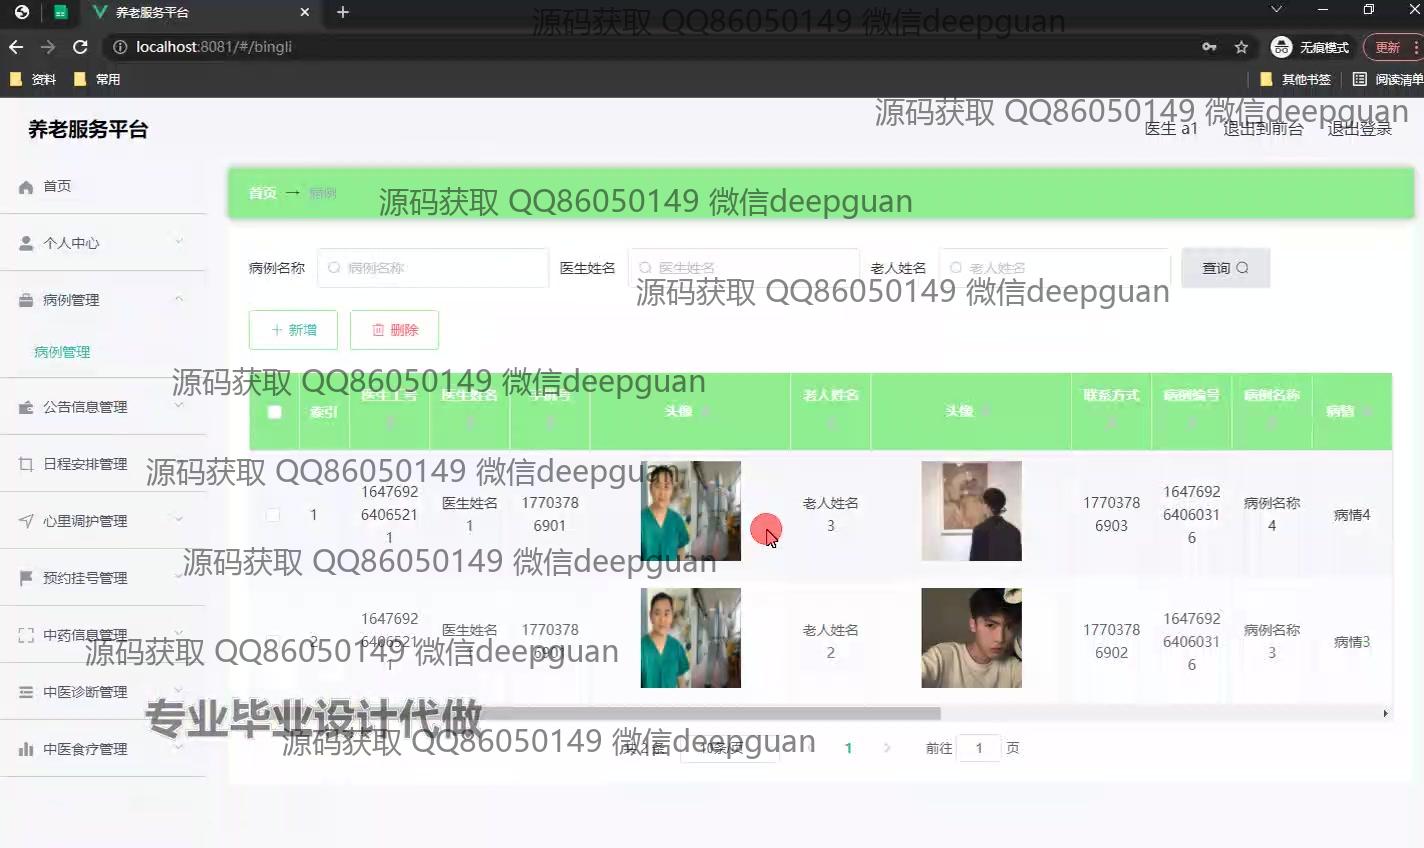 养老服务平台
源码获取 QQ86050149 微信deepguan
localhost:8081/#/bingli
无痕模式
更新
资料
常用
其他书签
阅读清单
源码获取 QQ86050149 微信deepguan
养老服务平台
医生 a1
退出到前台
退出登录
首页
个人中心
病例管理
病例管理
公告信息管理
日程安排管理
心里调护管理
预约挂号管理
中药信息管理
中医诊断管理
中医食疗管理
首页 → 病例
源码获取 QQ86050149 微信deepguan
病例名称 病例名称
医生姓名 医生姓名
老人姓名 老人姓名
查询
源码获取 QQ86050149 微信deepguan
+ 新增
删除
源码获取 QQ86050149 微信deepguan
索引 医生工号 医生姓名 手机号 头像 老人姓名 头像 联系方式 病例编号 病例名称 病情
源码获取 QQ86050149 微信deepguan
1 164769264065211 医生姓名1 17703786901 老人姓名3 17703786903 164769264060316 病例名称4 病情4
源码获取 QQ86050149 微信deepguan
2 164769264065211 医生姓名1 17703786901 老人姓名2 17703786902 164769264060316 病例名称3 病情3
源码获取 QQ86050149 微信deepguan
专业毕业设计代做
源码获取 QQ86050149 微信deepguan
10条/页
1
前往 1 页